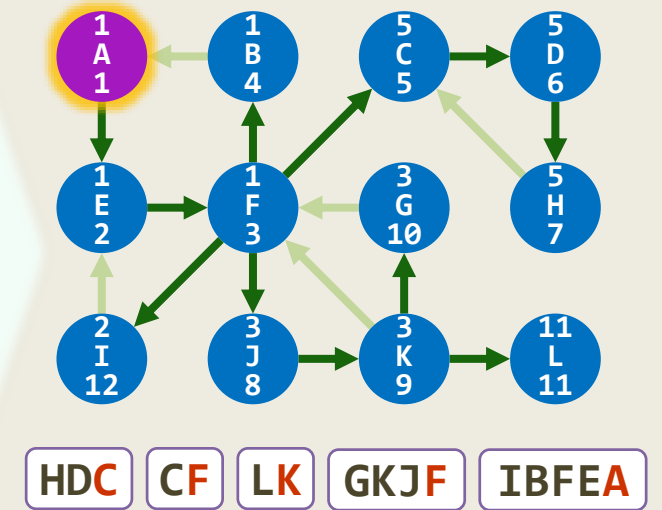 1 1 5 5
A B C D
1 4 5 6
1 1 3 5
E F G H
2 3 10 7
2 3 3 11
I J K L
12 8 9 11
HDC CF LK GKJF IBFEA